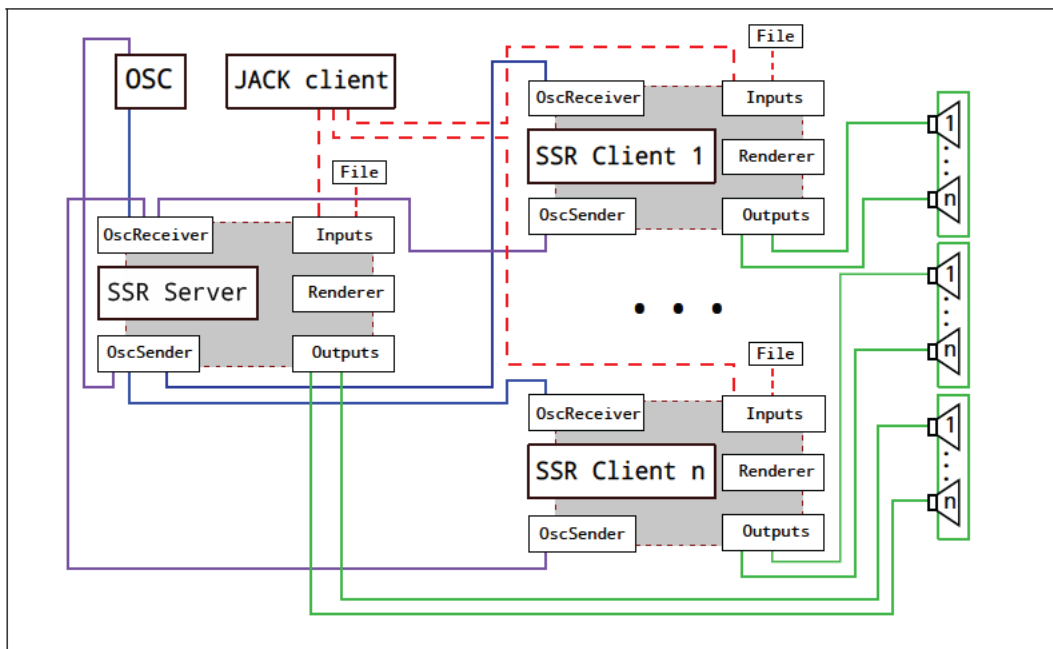 File
OSC
JACK client
OscReceiver
Inputs
1
SSR Client 1
Renderer
File
n
OscSender
Outputs
OscReceiver
Inputs
1
SSR Server
Renderer
• • •
n
OscSender
Outputs
File
OscReceiver
Inputs
1
SSR Client n
Renderer
n
OscSender
Outputs